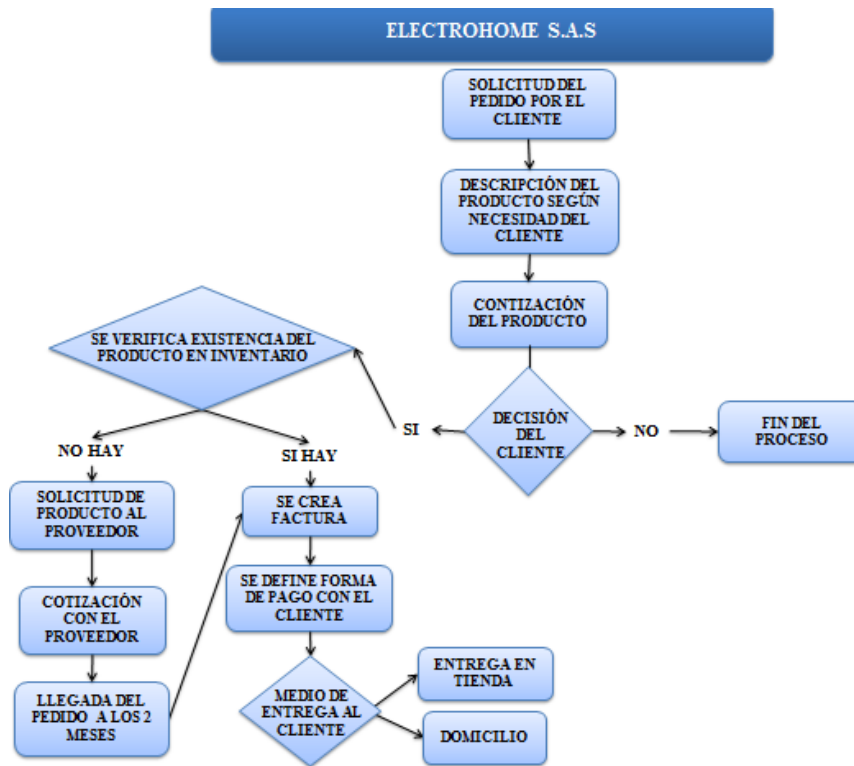 ELECTROHOME S.A.S
SOLICITUD DEL
PEDIDO POR EL
CLIENTE
DESCRIPCIÓN DEL
PRODUCTO SEGÚN
NECESIDAD DEL
CLIENTE
CONTIZACIÓN
DEL PRODUCTO
DECISIÓN
DEL
CLIENTE
NO
FIN DEL
PROCESO
SI
SE VERIFICA EXISTENCIA DEL
PRODUCTO EN INVENTARIO
NO HAY
SOLICITUD DE
PRODUCTO AL
PROVEEDOR
COTIZACIÓN
CON EL
PROVEEDOR
LLEGADA DEL
PEDIDO A LOS 2
MESES
SI HAY
SE CREA
FACTURA
SE DEFINE FORMA
DE PAGO CON EL
CLIENTE
MEDIO DE
ENTREGA AL
CLIENTE
ENTREGA EN
TIENDA
DOMICILIO